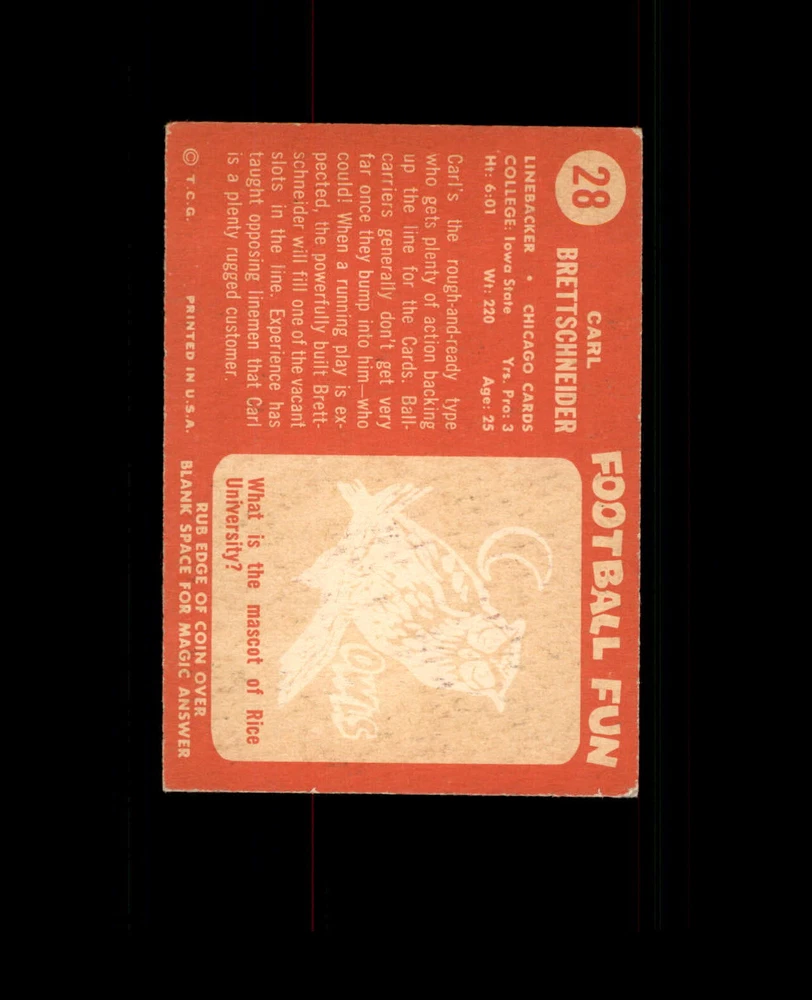 28
CARL
BRETTSCHNEIDER
LINEBACKER • CHICAGO CARDS
COLLEGE: Iowa State Yrs. Pro: 3
Ht: 6:01 Wt: 220 Age: 25
Carl's the rough-and-ready type
who gets plenty of action backing
up the line for the Cards. Ball-
carriers generally don't get very
far once they bump into him—who
could! When a running play is ex-
pected, the powerfully built Brett-
schneider will fill one of the vacant
slots in the line. Experience has
taught opposing linemen that Carl
is a plenty rugged customer.
© T.C.G. PRINTED IN U.S.A.
FOOTBALL FUN
OWLS
What is the mascot of Rice
University?
RUB EDGE OF COIN OVER
BLANK SPACE FOR MAGIC ANSWER